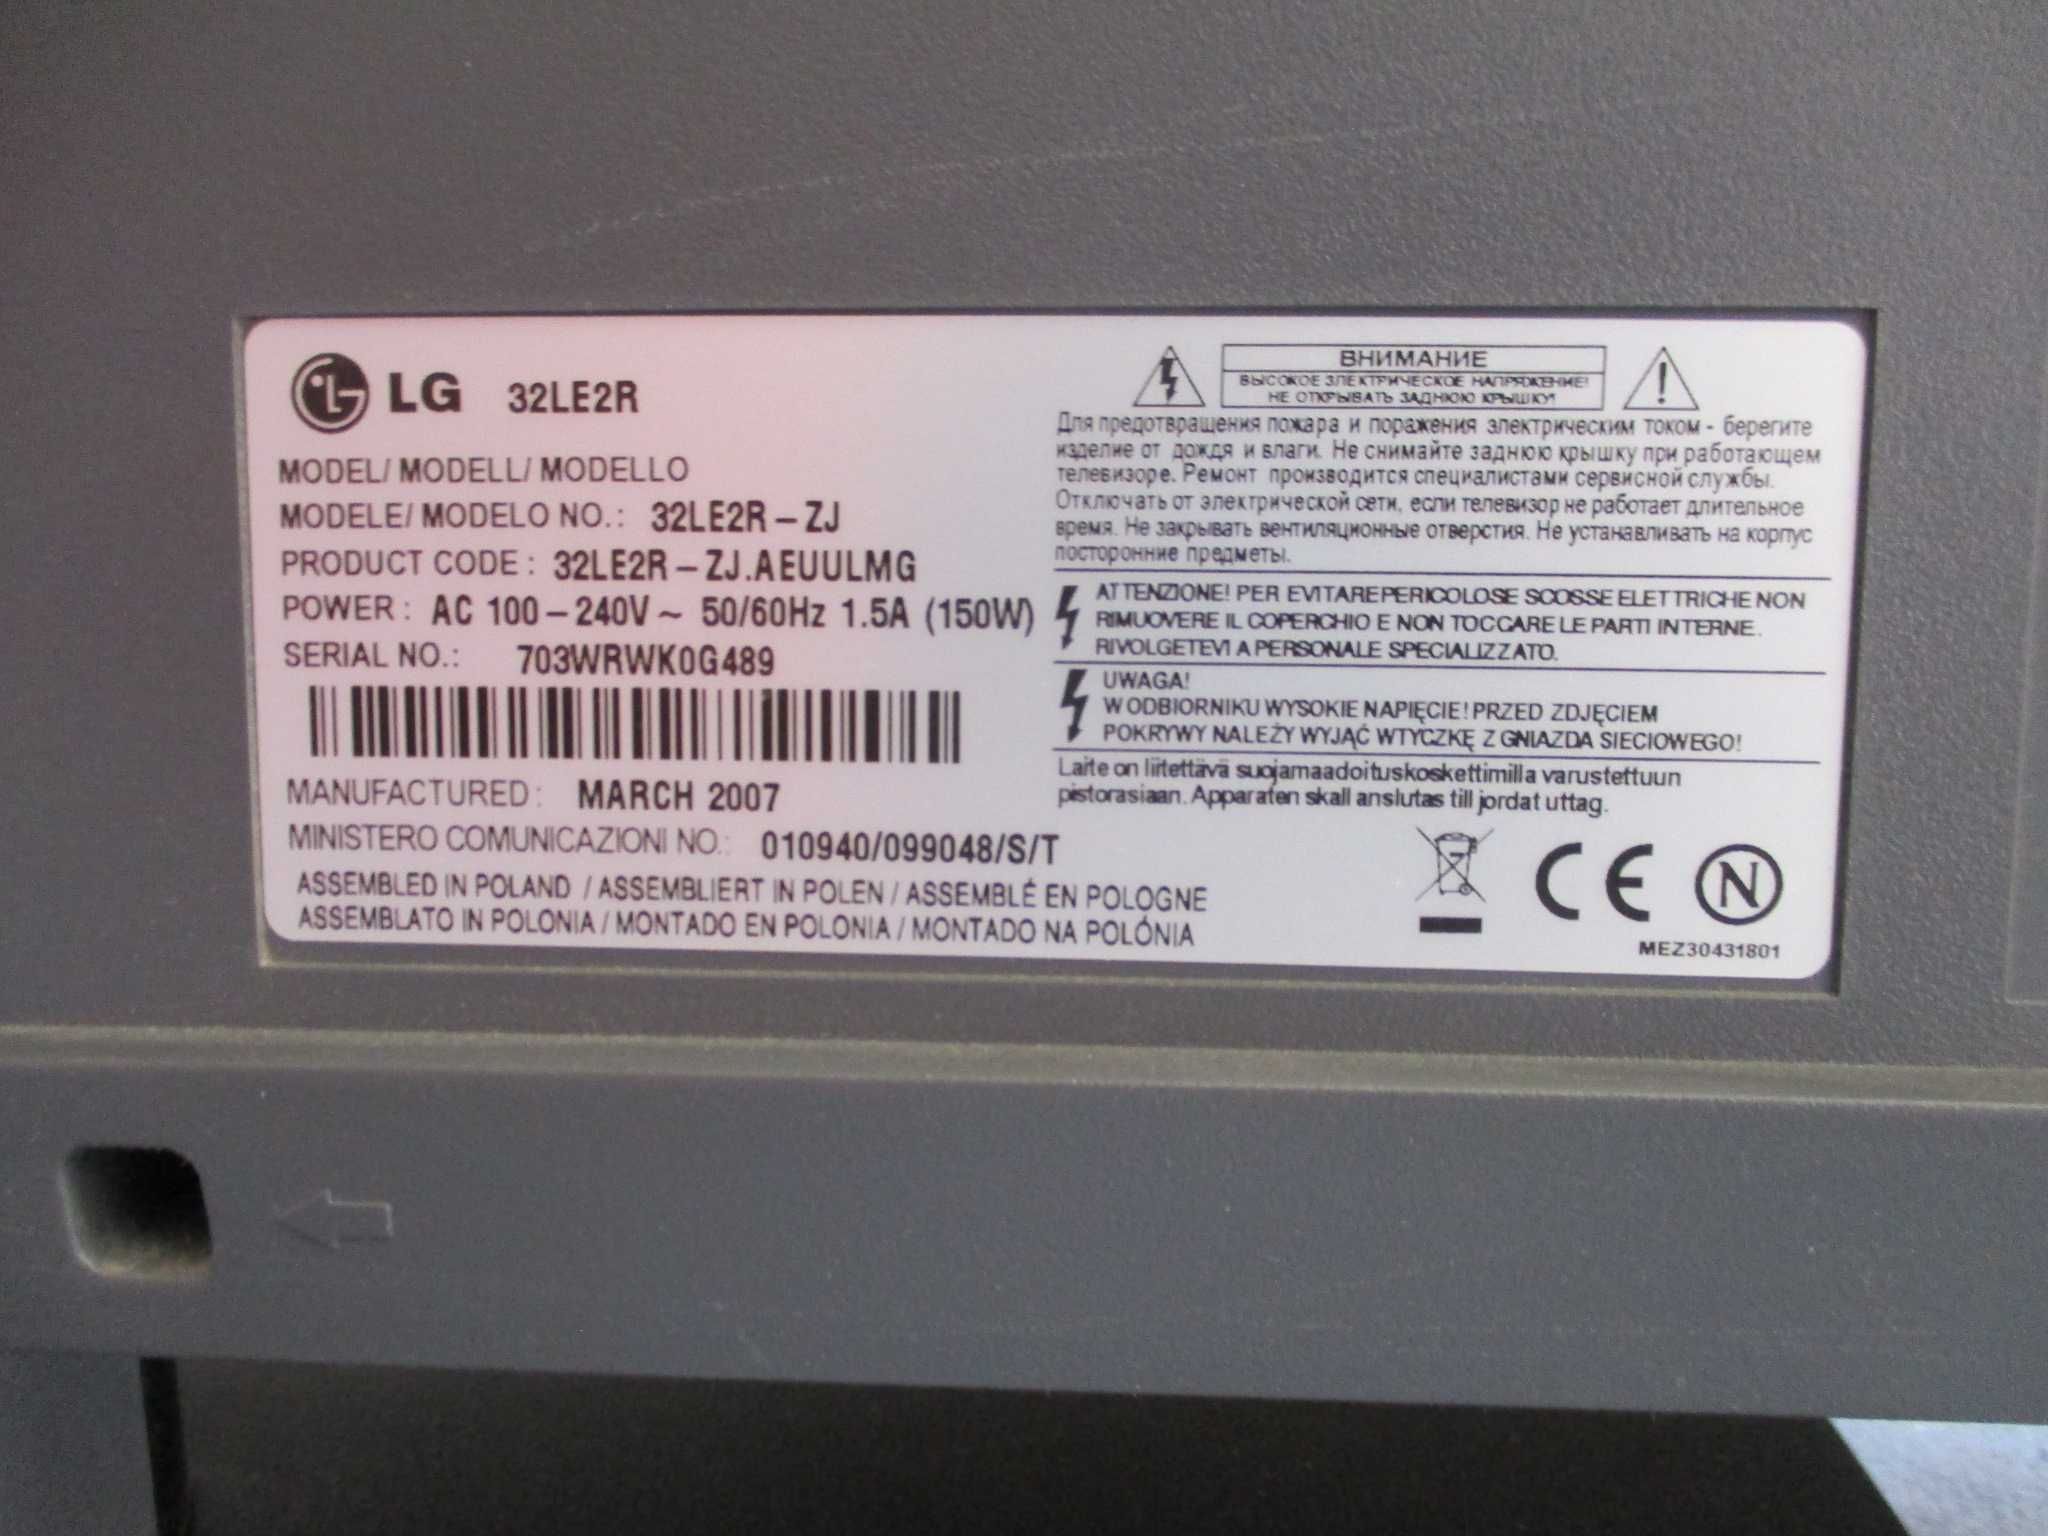 LG 32LE2R
MODEL/ MODELL/ MODELLO
MODELE/ MODELO NO.: 32LE2R – ZJ
PRODUCT CODE : 32LE2R – ZJ.AEUULMG
POWER : AC 100 – 240V ~ 50/60Hz 1.5A (150W)
SERIAL NO.: 703WRWK0G489
MANUFACTURED : MARCH 2007
MINISTERO COMUNICAZIONI NO.: 010940/099048/S/T
ASSEMBLED IN POLAND / ASSEMBLIERT IN POLEN / ASSEMBLÉ EN POLOGNE
ASSEMBLATO IN POLONIA / MONTADO EN POLONIA / MONTADO NA POLÓNIA
ВНИМАНИЕ
ВЫСОКОЕ ЭЛЕКТРИЧЕСКОЕ НАПРЯЖЕНИЕ!
НЕ ОТКРЫВАТЬ ЗАДНЮЮ КРЫШКУ!
Для предотвращения пожара и поражения электрическим током - берегите
изделие от дождя и влаги. Не снимайте заднюю крышку при работающем
телевизоре. Ремонт производится специалистами сервисной службы.
Отключать от электрической сети, если телевизор не работает длительное
время. Не закрывать вентиляционные отверстия. Не устанавливать на корпус
посторонние предметы.
ATTENZIONE! PER EVITARE PERICOLOSE SCOSSE ELETTRICHE NON
RIMUOVERE IL COPERCHIO E NON TOCCARE LE PARTI INTERNE.
RIVOLGETEVI A PERSONALE SPECIALIZZATO.
UWAGA!
W ODBIORNIKU WYSOKIE NAPIĘCIE! PRZED ZDJĘCIEM
POKRYWY NALEŻY WYJĄĆ WTYCZKĘ Z GNIAZDA SIECIOWEGO!
Laite on liitettävä suojamaadoituskoskettimilla varustettuun
pistorasiaan. Apparaten skall anslutas till jordat uttag.
CE N
MEZ30431801